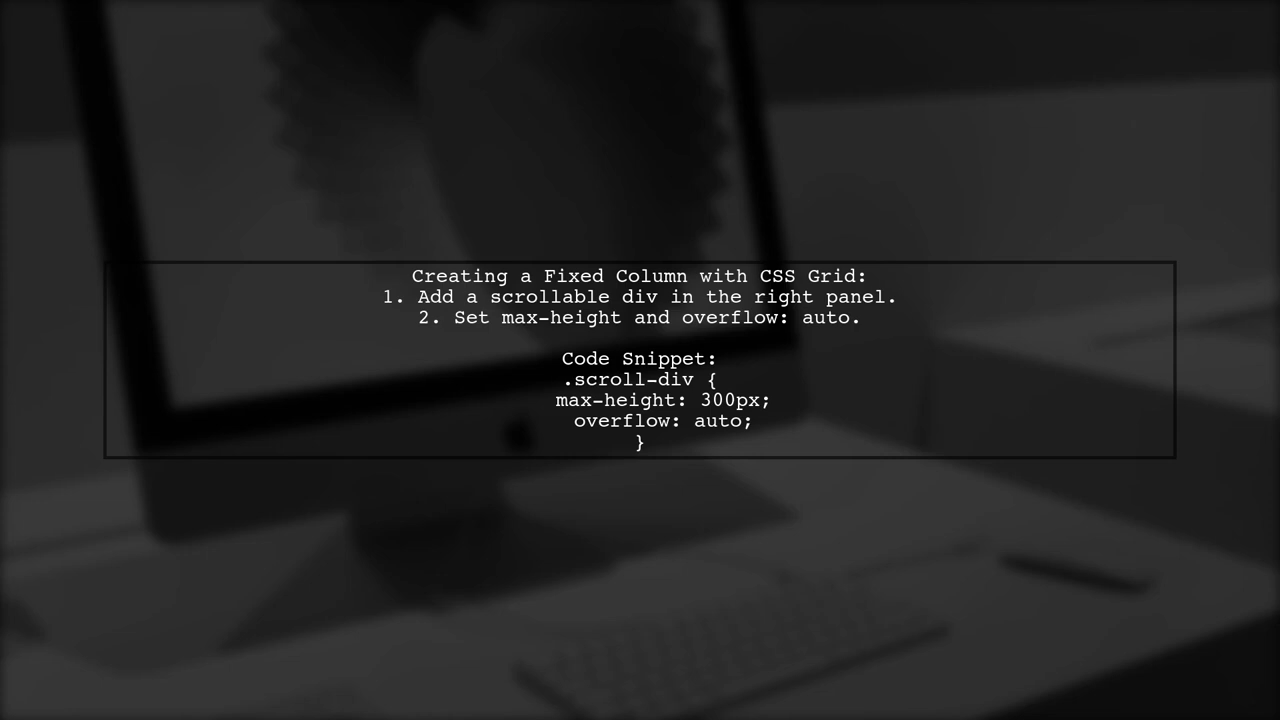 Creating a Fixed Column with CSS Grid:
1. Add a scrollable div in the right panel.
2. Set max-height and overflow: auto.
Code Snippet:
.scroll-div {
max-height: 300px;
overflow: auto;
}